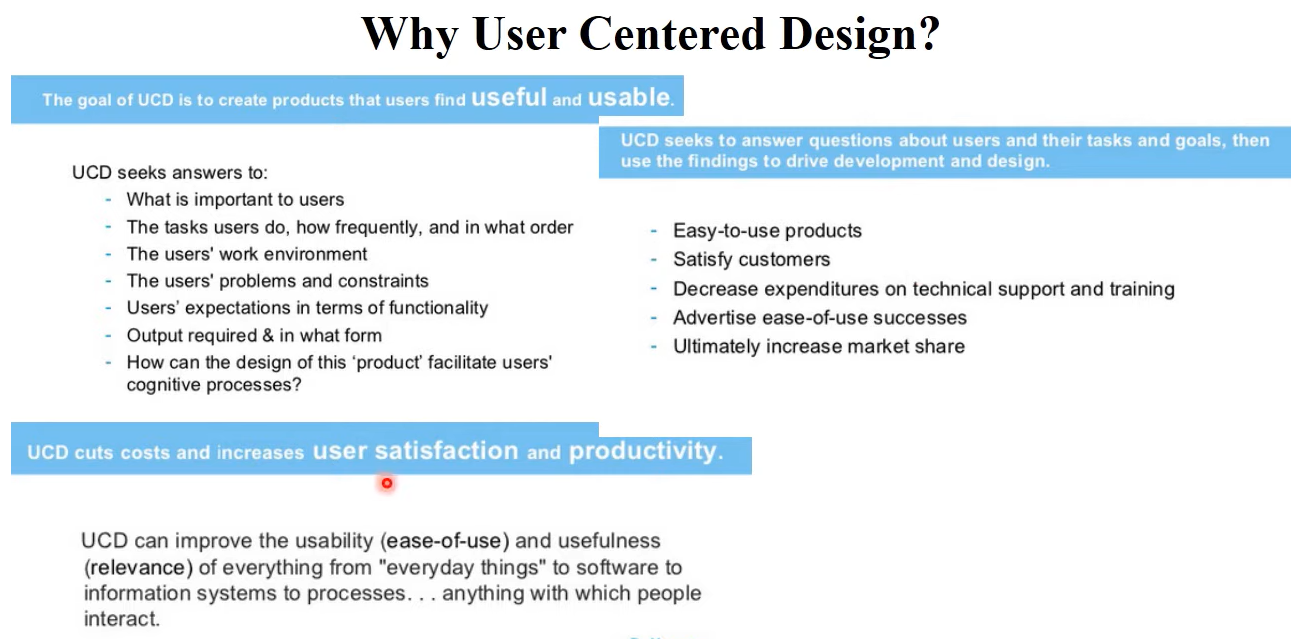 Why User Centered Design?
The goal of UCD is to create products that users find useful and usable.
UCD seeks to answer questions about users and their tasks and goals, then
use the findings to drive development and design.
UCD seeks answers to:
- What is important to users
- The tasks users do, how frequently, and in what order
- The users' work environment
- The users' problems and constraints
- Users’ expectations in terms of functionality
- Output required & in what form
- How can the design of this ‘product’ facilitate users'
cognitive processes?
- Easy-to-use products
- Satisfy customers
- Decrease expenditures on technical support and training
- Advertise ease-of-use successes
- Ultimately increase market share
UCD cuts costs and increases user satisfaction and productivity.
UCD can improve the usability (ease-of-use) and usefulness
(relevance) of everything from "everyday things" to software to
information systems to processes. . . anything with which people
interact.